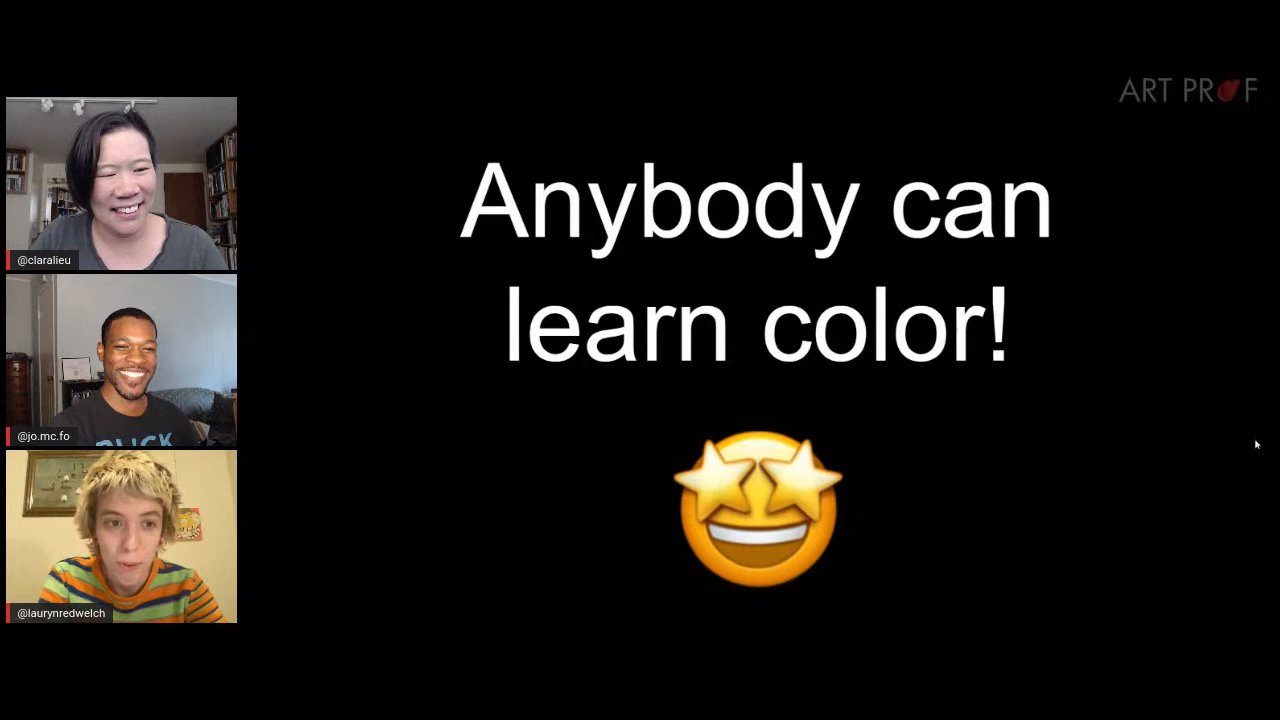 ART PROF
Anybody can
learn color!
@claralieu
@jo.mc.fo
@laurynredwelch